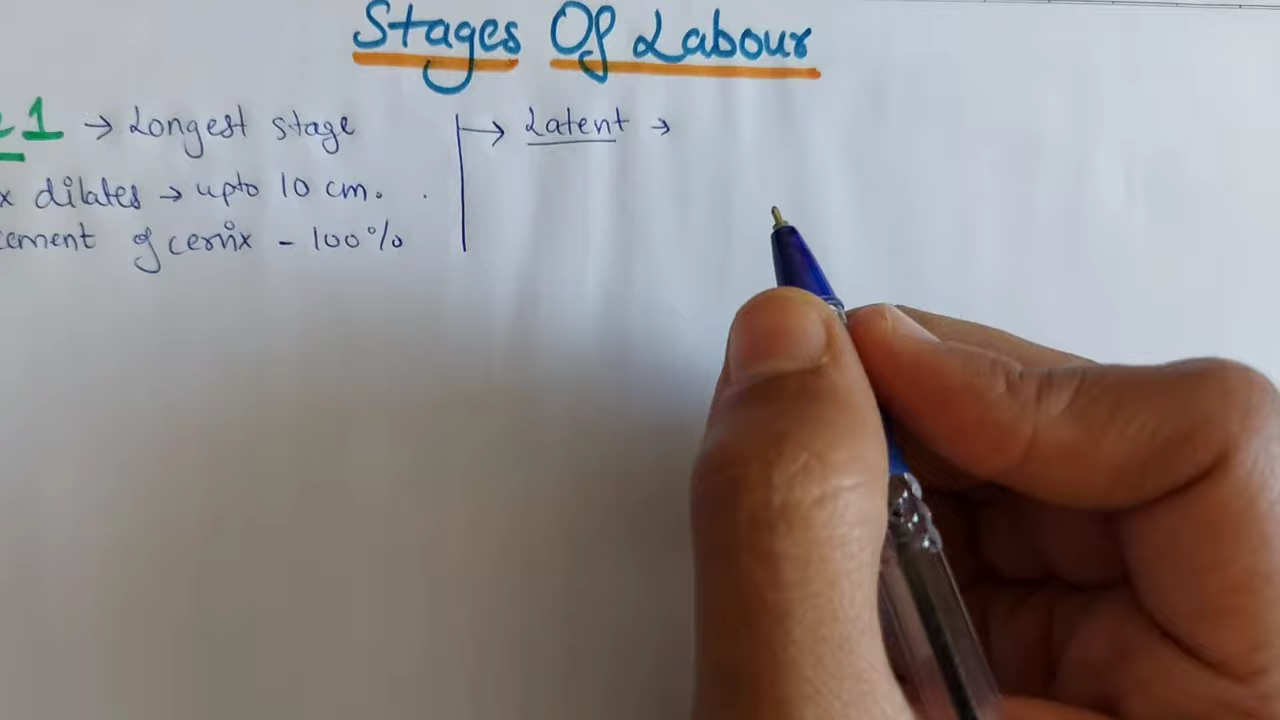 Stages Of Labour
1 → Longest stage
dilates → upto 10 cm.
of cervix - 100%
→ Latent →